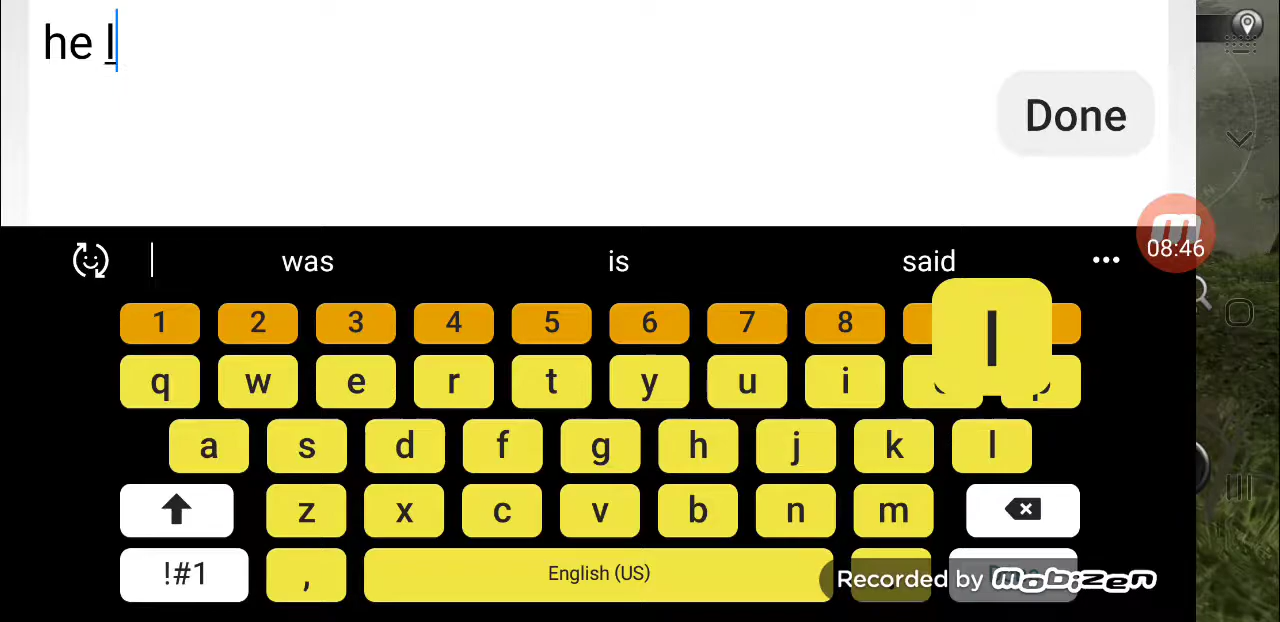 he l
Done
08:46
was is said
1 2 3 4 5 6 7 8
l
q w e r t y u i
a s d f g h j k l
z x c v b n m
!#1 , English (US)
Recorded by mobizen